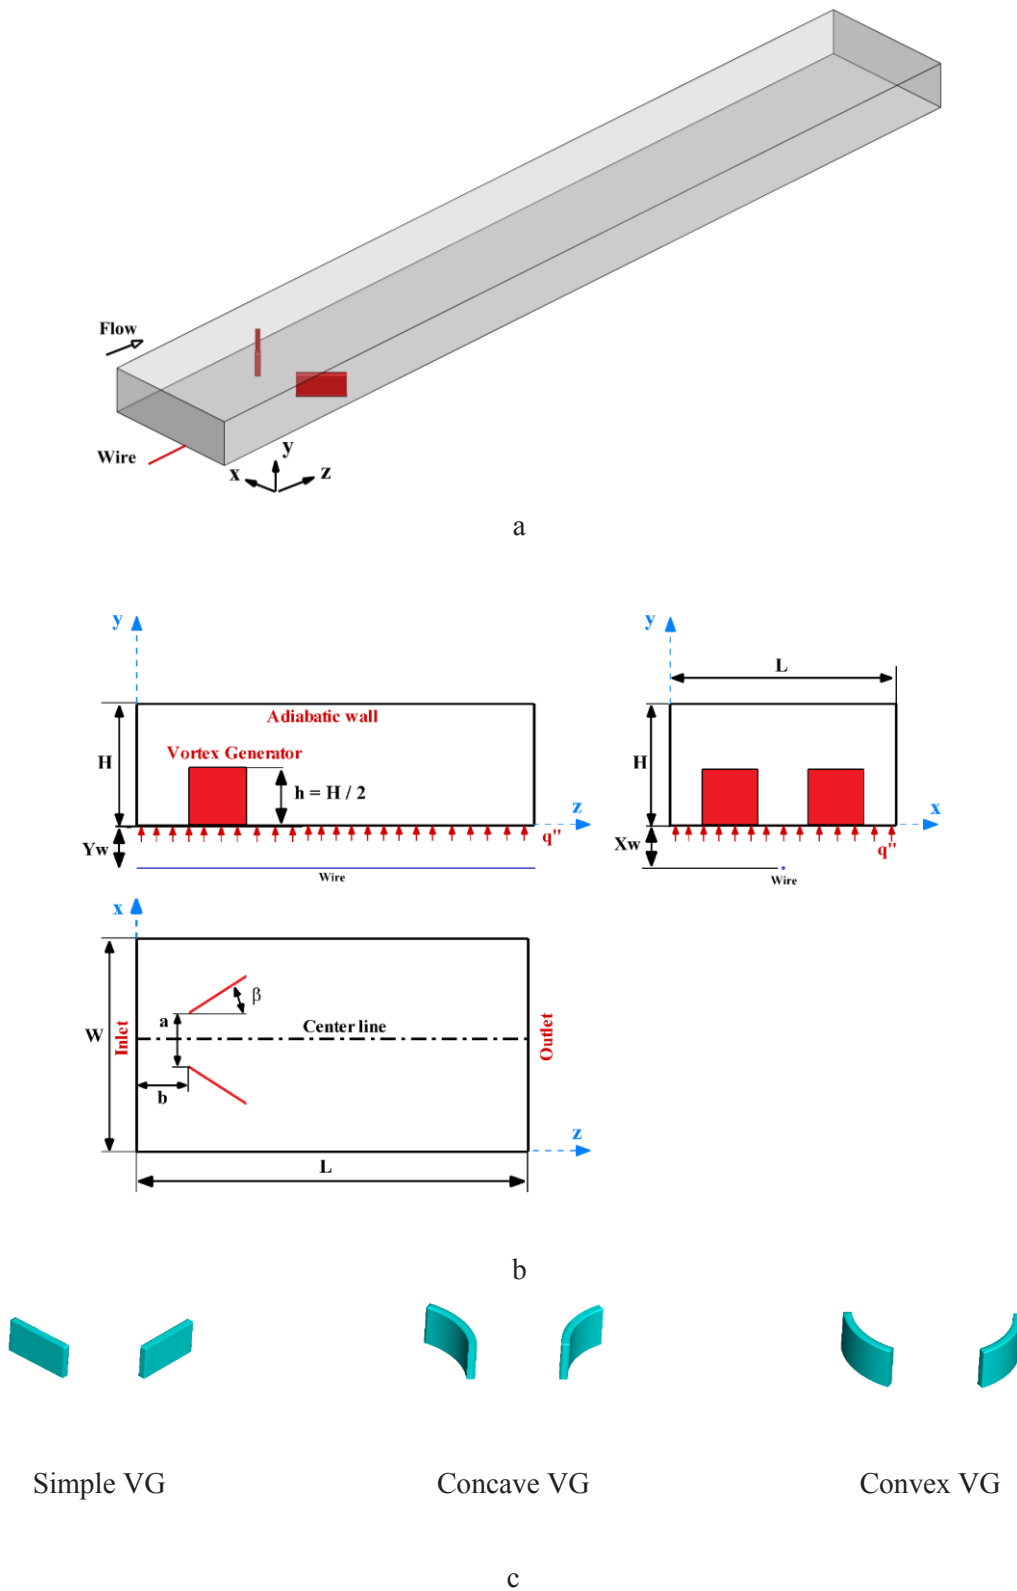 Flow
Wire
x
y
z
a
y
Adiabatic wall
H
Vortex Generator
h = H / 2
z
Yw
q"
Wire
y
L
H
x
Xw
q"
Wire
x
W
Inlet
a
β
Center line
b
Outlet
z
L
b
Simple VG
Concave VG
Convex VG
c